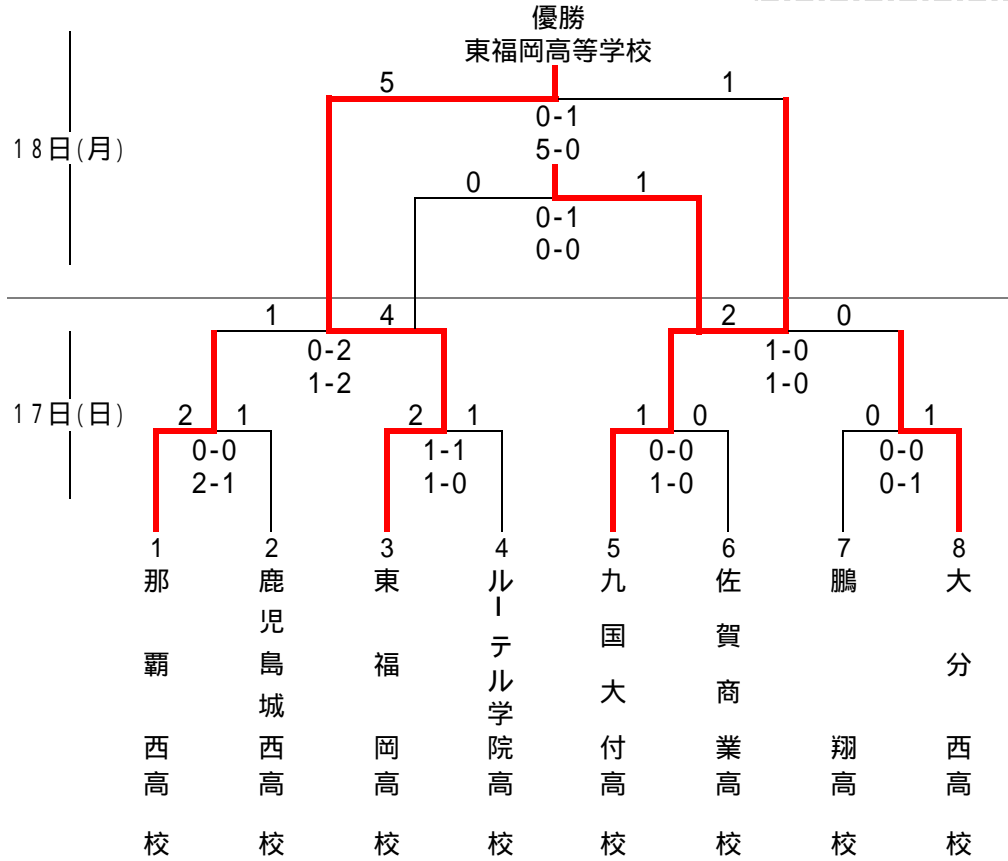 優勝
東福岡高等学校
5 1
0-1
18日(月)
5-0
0 1
0-1
0-0
1 4 2 0
0-2 1-0
1-2 1-0
17日(日)
2 1 2 1 1 0 0 1
0-0 1-1 0-0 0-0
2-1 1-0 1-0 0-1
1 2 3 4 5 6 7 8
那覇西高校
鹿児島城西高校
東福岡高校
ルーテル学院高校
九国大付高校
佐賀商業高校
鵬翔高校
大分西高校